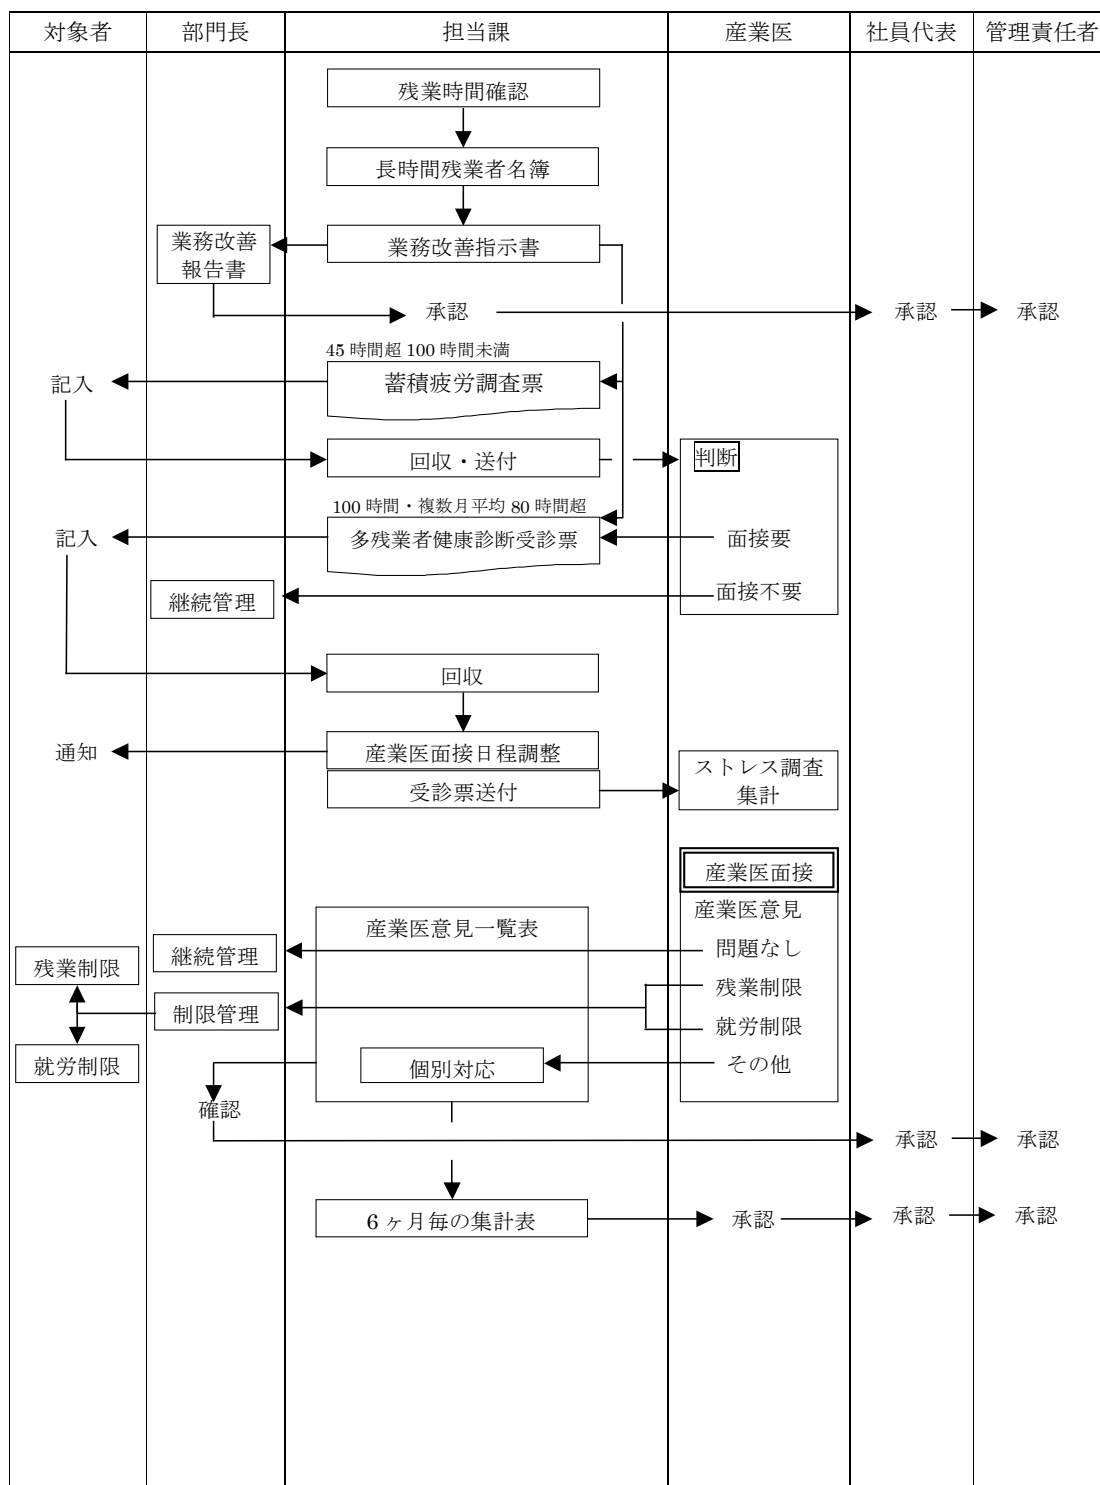 対象者 部門長 担当課 産業医 社員代表 管理責任者
残業時間確認
長時間残業者名簿
業務改善
報告書
業務改善指示書
承認 承認 承認
45 時間超 100 時間未満
記入 蓄積疲労調査票
回収・送付 判断
100 時間・複数月平均 80 時間超
記入 多残業者健康診断受診票 面接要
継続管理 面接不要
回収
通知 産業医面接日程調整
受診票送付
ストレス調査
集計
産業医面接
産業医意見
産業医意見一覧表
継続管理 問題なし
残業制限
残業制限
制限管理
就労制限
就労制限
個別対応 その他
確認
承認 承認
6 ヶ月毎の集計表 承認 承認 承認